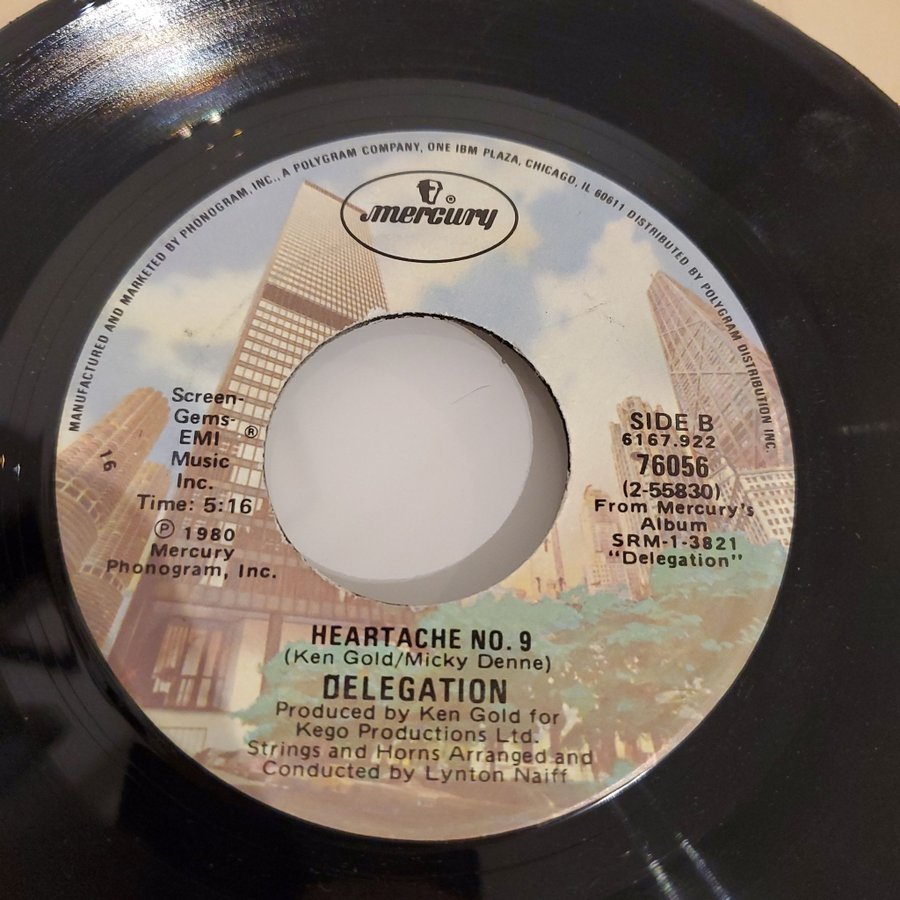 MANUFACTURED AND MARKETED BY PHONOGRAM, INC., A POLYGRAM COMPANY, ONE IBM PLAZA, CHICAGO, IL 60611 DISTRIBUTED BY POLYGRAM DISTRIBUTION INC.
mercury®
Screen-
Gems-
EMI ®
Music
Inc.
Time: 5:16
℗ 1980
Mercury
Phonogram, Inc.
16
SIDE B
6167.922
76056
(2-55830)
From Mercury's
Album
SRM-1-3821
"Delegation"
HEARTACHE NO. 9
(Ken Gold/Micky Denne)
DELEGATION
Produced by Ken Gold for
Kego Productions Ltd.
Strings and Horns Arranged and
Conducted by Lynton Naiff